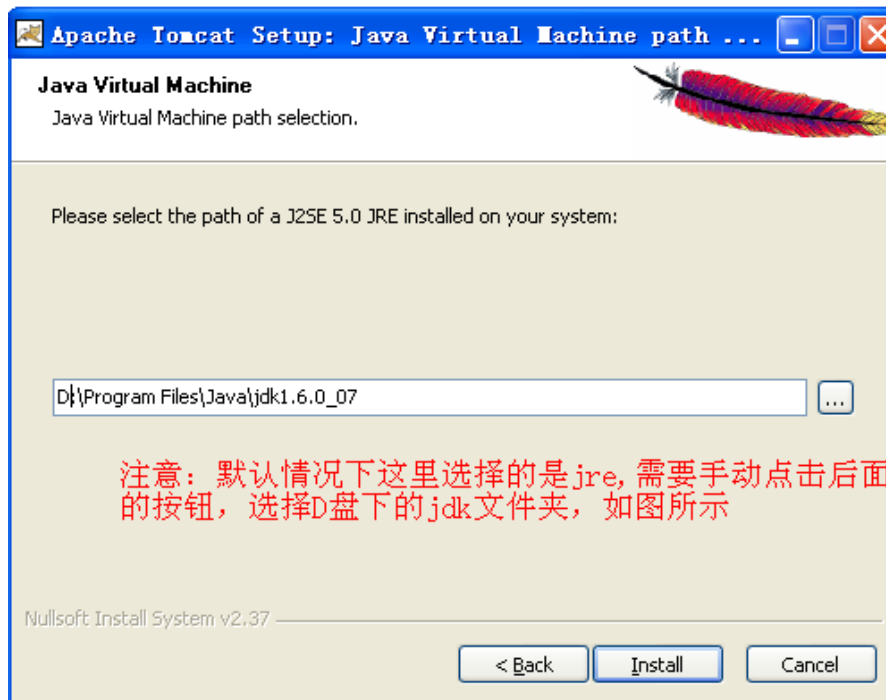 Apache Tomcat Setup: Java Virtual Machine path ...
Java Virtual Machine
Java Virtual Machine path selection.
Please select the path of a J2SE 5.0 JRE installed on your system:
D:\Program Files\Java\jdk1.6.0_07
...
注意：默认情况下这里选择的是jre,需要手动点击后面
的按钮，选择D盘下的jdk文件夹，如图所示
Nullsoft Install System v2.37
< Back
Install
Cancel